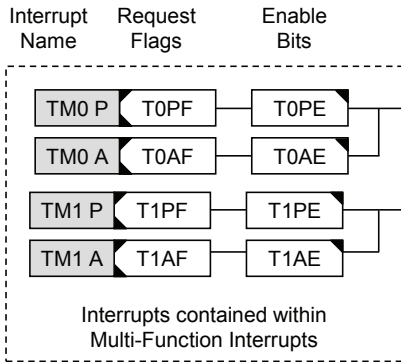 Interrupt Name
Request Flags
Enable Bits
TM0 P T0PF T0PE
TM0 A T0AF T0AE
TM1 P T1PF T1PE
TM1 A T1AF T1AE
Interrupts contained within
Multi-Function Interrupts